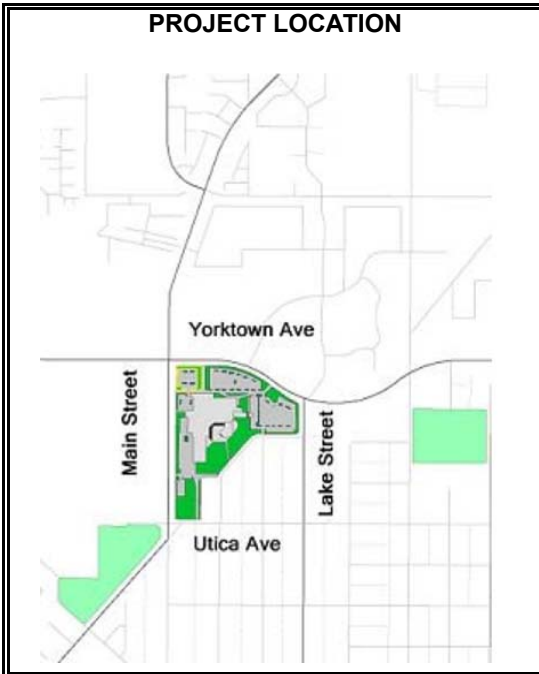 PROJECT LOCATION
Yorktown Ave
Main Street
Lake Street
Utica Ave